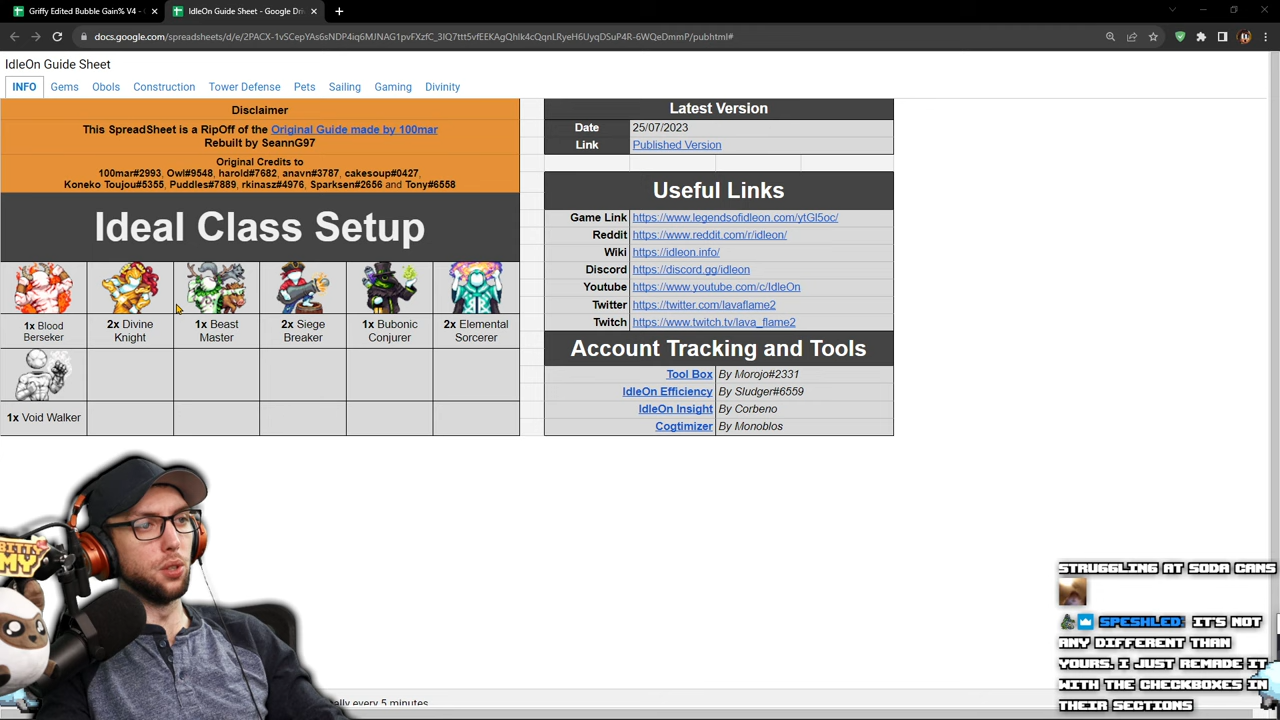 Griffy Edited Bubble Gain% V4 -
IdleOn Guide Sheet - Google Driv
docs.google.com/spreadsheets/d/e/2PACX-1vSCepYAs6sNDP4iq6MJNAG1pvFXzfC_3IQ7ttt5vfEEKAgQhlk4cQqnLRyeH6UyqDSuP4R-6WQeDmmP/pubhtml#
IdleOn Guide Sheet
INFO Gems Obols Construction Tower Defense Pets Sailing Gaming Divinity
Disclaimer
This SpreadSheet is a RipOff of the Original Guide made by 100mar
Rebuilt by SeannG97
Original Credits to
100mar#2993, Owl#9548, harold#7682, anavn#3787, cakesoup#0427,
Koneko Toujou#5355, Puddles#7889, rkinasz#4976, Sparksen#2656 and Tony#6558
Ideal Class Setup
1x Blood Berseker
2x Divine Knight
1x Beast Master
2x Siege Breaker
1x Bubonic Conjurer
2x Elemental Sorcerer
1x Void Walker
Latest Version
Date 25/07/2023
Link Published Version
Useful Links
Game Link https://www.legendsofidleon.com/ytGl5oc/
Reddit https://www.reddit.com/r/idleon/
Wiki https://idleon.info/
Discord https://discord.gg/idleon
Youtube https://www.youtube.com/c/IdleOn
Twitter https://twitter.com/lavaflame2
Twitch https://www.twitch.tv/lava_flame2
Account Tracking and Tools
Tool Box By Morojo#2331
IdleOn Efficiency By Sludger#6559
IdleOn Insight By Corbeno
Cogtimizer By Monoblos
BITTY
MY
STRUGGLING AT SODA CANS
SPESHLED: IT'S NOT
ANY DIFFERENT THAN
YOURS, I JUST REMADE IT
WITH THE CHECKBOXES IN
THEIR SECTIONS
ally every 5 minutes